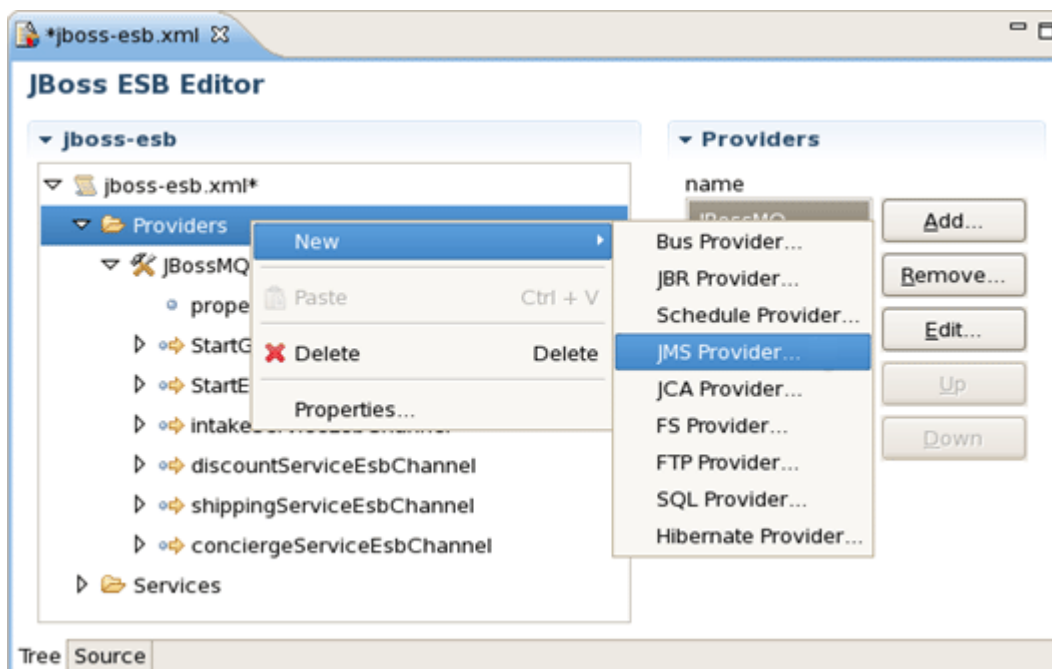 *jboss-esb.xml
JBoss ESB Editor
jboss-esb
jboss-esb.xml*
Providers
JBossMQ
prope
StartG
StartE
intakeServiceEsbChannel
discountServiceEsbChannel
shippingServiceEsbChannel
conciergeServiceEsbChannel
Services
New
Paste Ctrl + V
Delete Delete
Properties...
Bus Provider...
JBR Provider...
Schedule Provider...
JMS Provider...
JCA Provider...
FS Provider...
FTP Provider...
SQL Provider...
Hibernate Provider...
Providers
name
JBossMQ
Add...
Remove...
Edit...
Up
Down
Tree Source